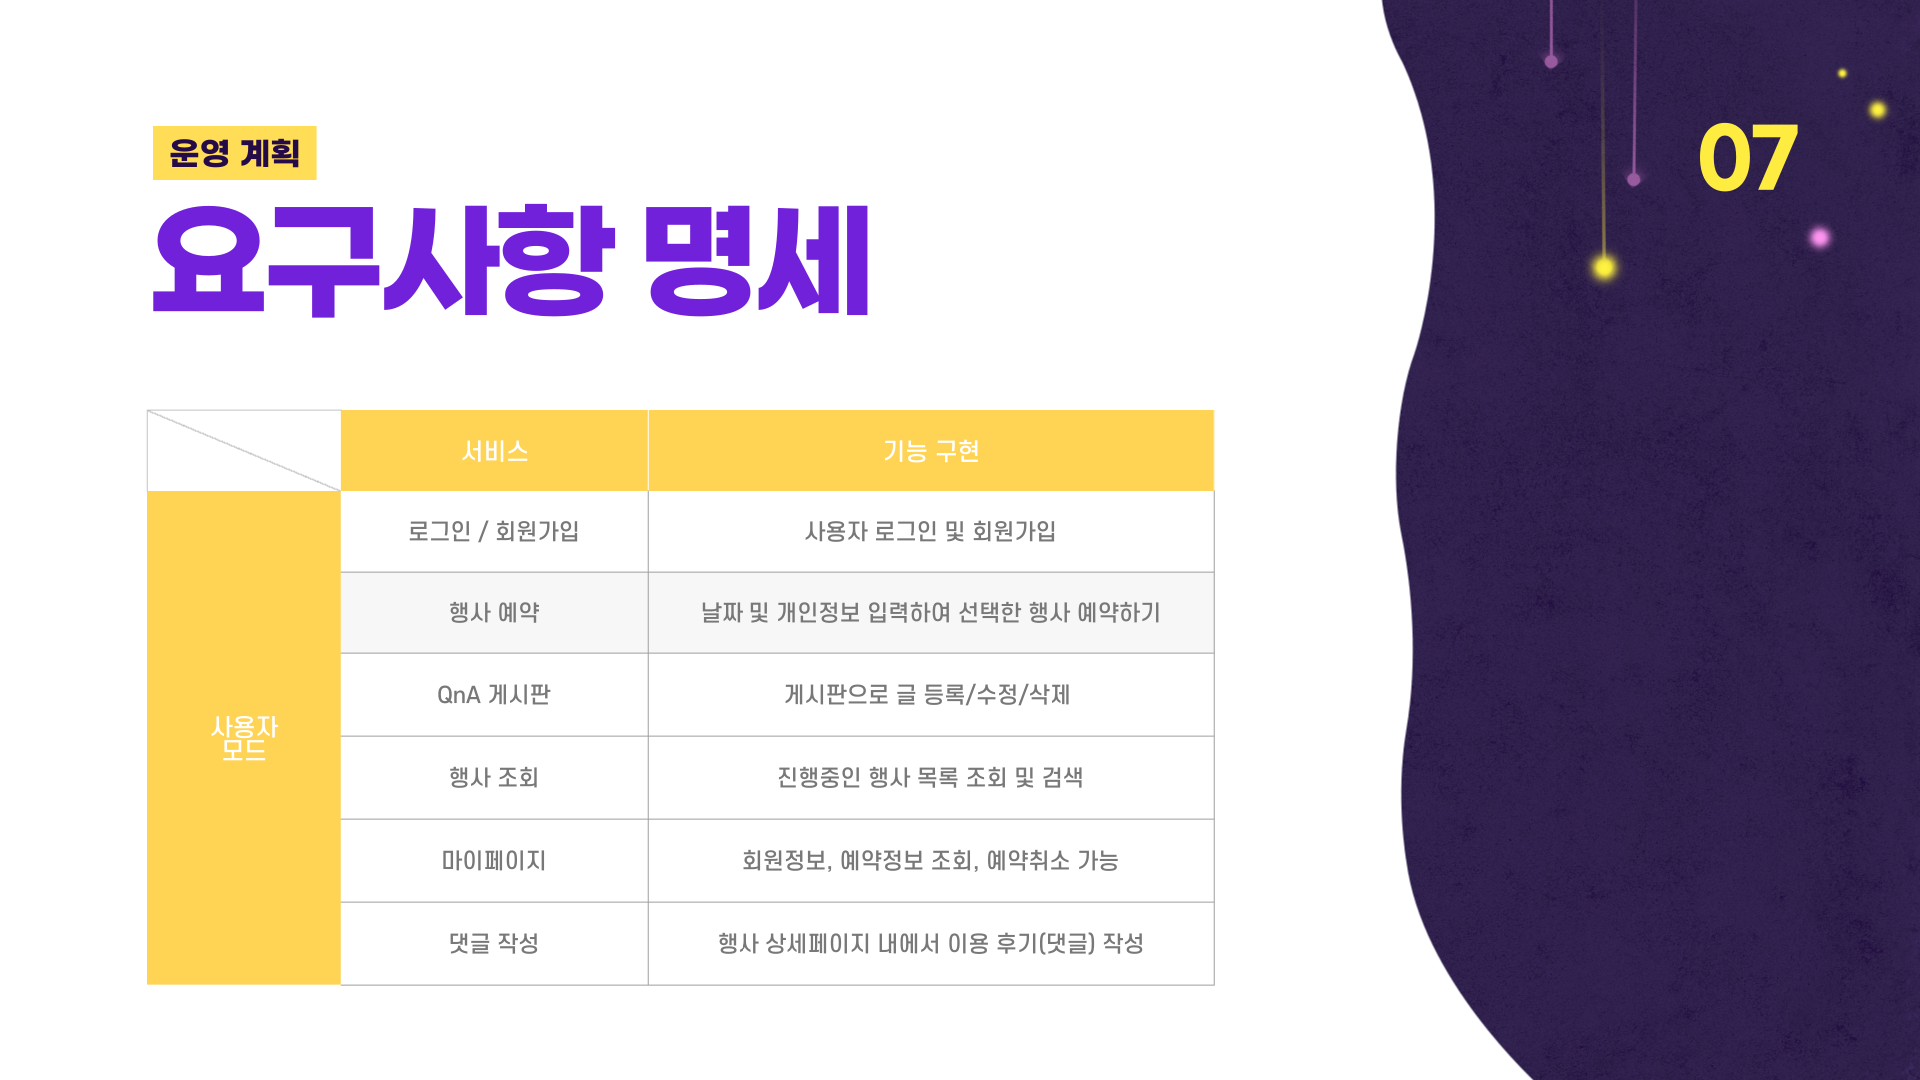 운영 계획
요구사항 명세
07
서비스
기능 구현
사용자
모드
로그인 / 회원가입
사용자 로그인 및 회원가입
행사 예약
날짜 및 개인정보 입력하여 선택한 행사 예약하기
QnA 게시판
게시판으로 글 등록/수정/삭제
행사 조회
진행중인 행사 목록 조회 및 검색
마이페이지
회원정보, 예약정보 조회, 예약취소 가능
댓글 작성
행사 상세페이지 내에서 이용 후기(댓글) 작성